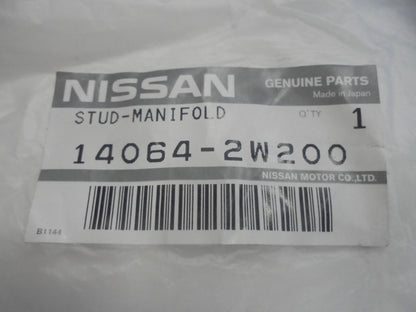 NISSAN GENUINE PARTS
Made in Japan
STUD-MANIFOLD Q'TY 1
14064-2W200
NISSAN MOTOR CO.,LTD.
B1144